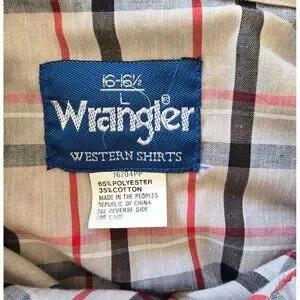 16-16½
L
Wrangler®
WESTERN SHIRTS
76204PP
65%POLYESTER
35%COTTON
MADE IN THE PEOPLES
REPUBLIC OF CHINA
SEE REVERSE SIDE
FOR CARE